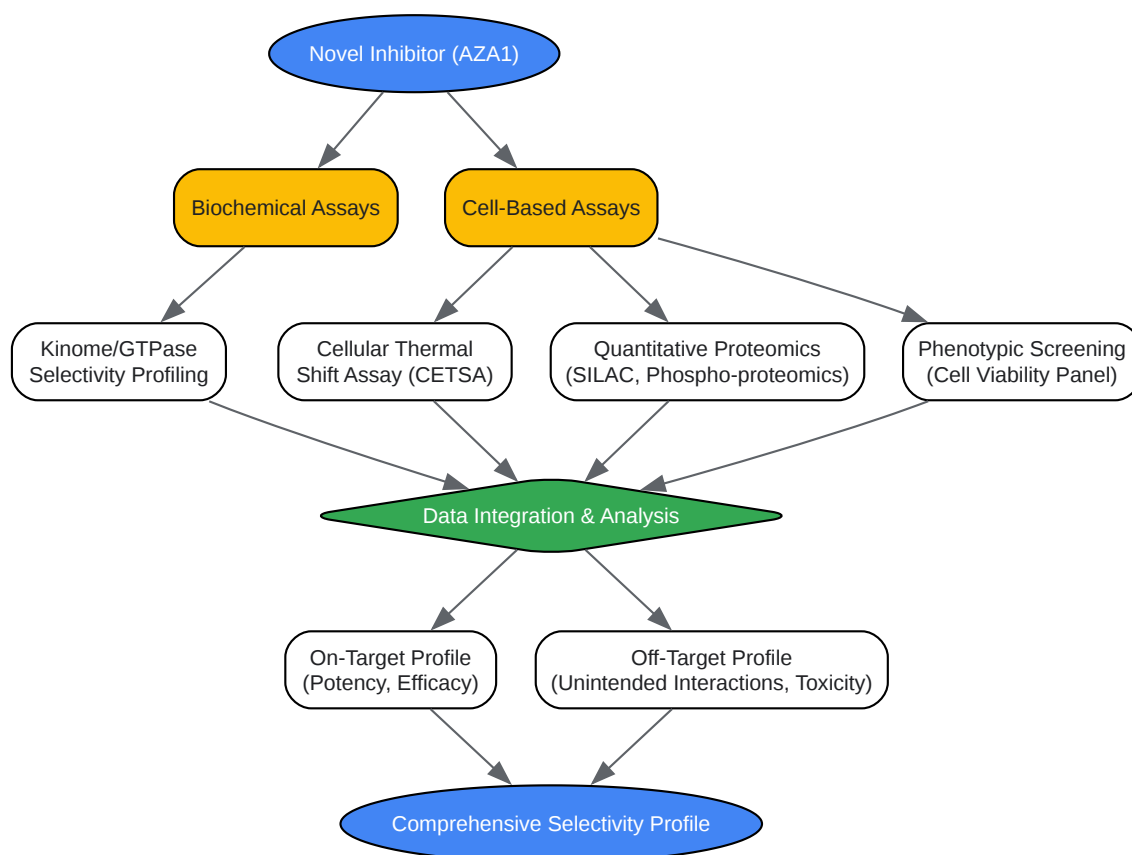 Novel Inhibitor (AZA1)
Biochemical Assays
Cell-Based Assays
Kinome/GTPase
Selectivity Profiling
Cellular Thermal
Shift Assay (CETSA)
Quantitative Proteomics
(SILAC, Phospho-proteomics)
Phenotypic Screening
(Cell Viability Panel)
Data Integration & Analysis
On-Target Profile
(Potency, Efficacy)
Off-Target Profile
(Unintended Interactions, Toxicity)
Comprehensive Selectivity Profile